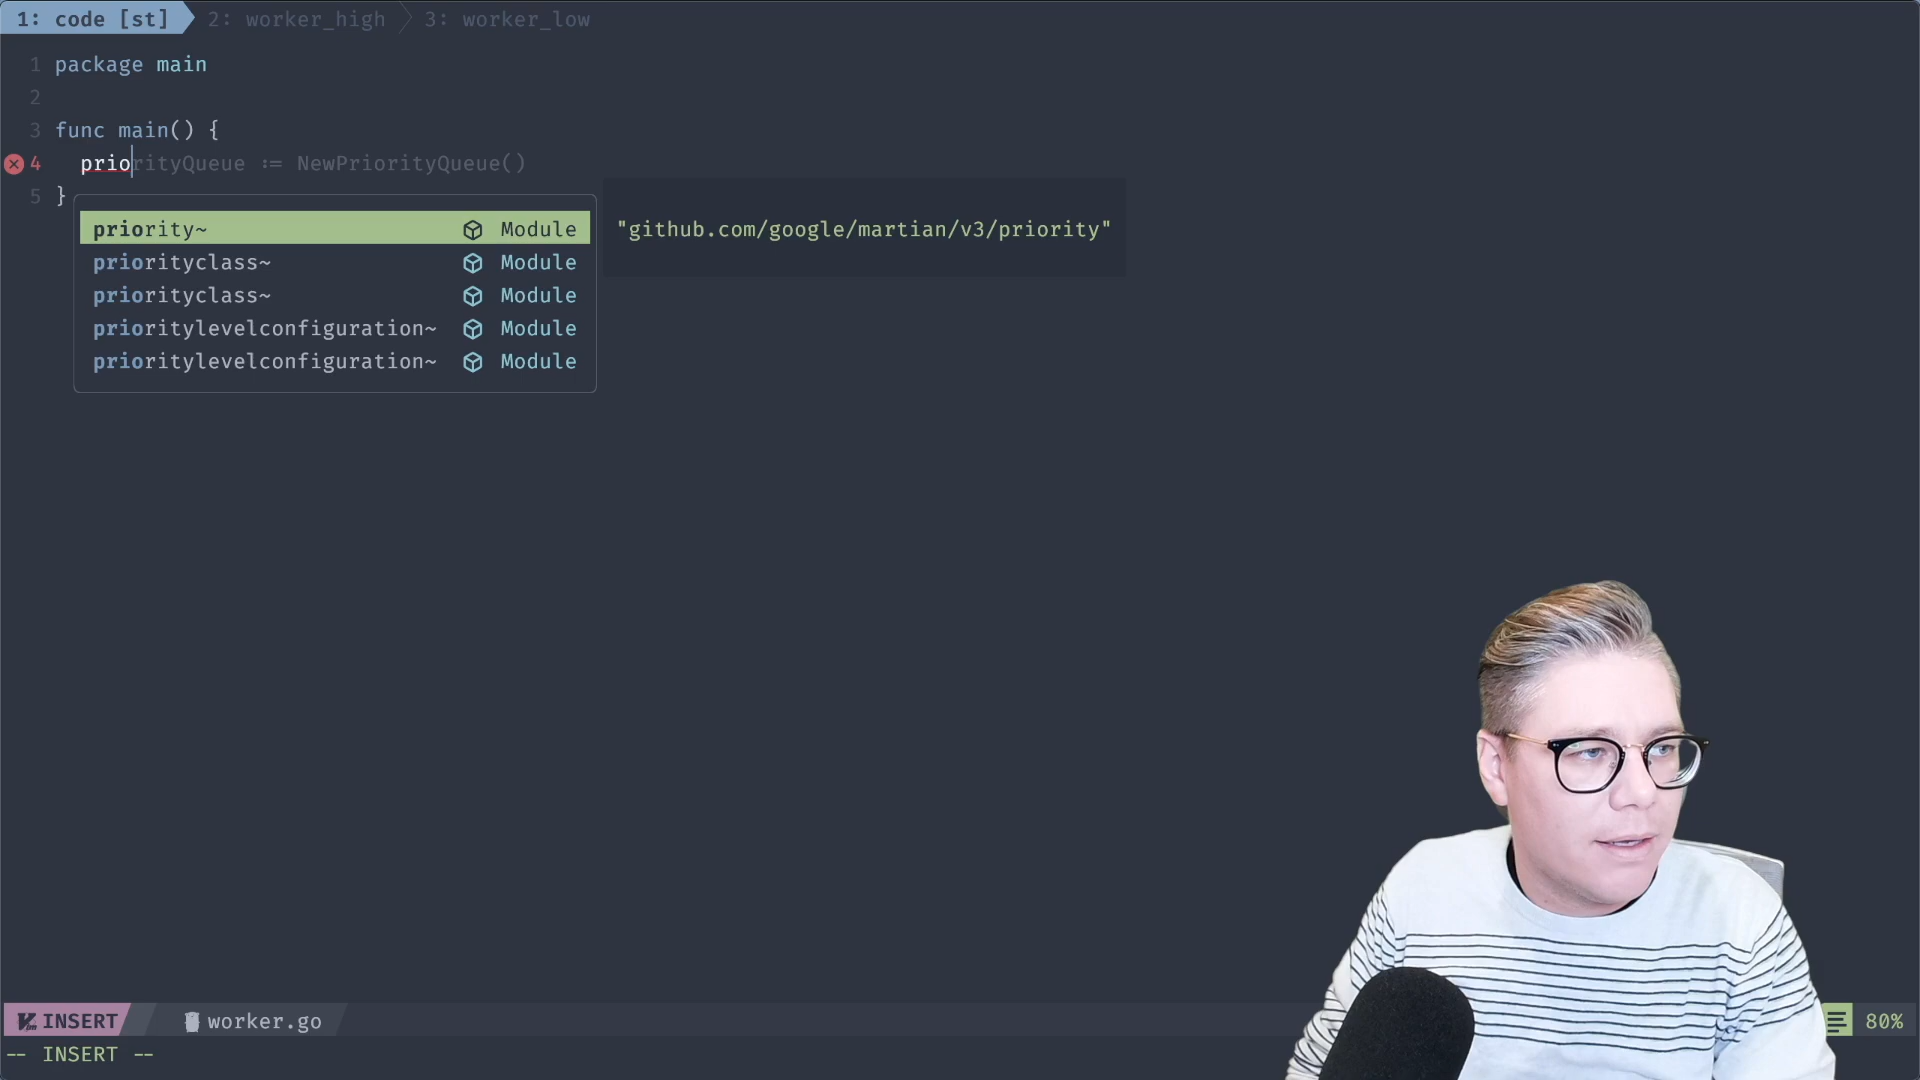 1: code [st] 2: worker_high 3: worker_low
1 package main
2
3 func main() {
4 priorityQueue := NewPriorityQueue()
5 }
priority~ Module "github.com/google/martian/v3/priority"
priorityclass~ Module
priorityclass~ Module
prioritylevelconfiguration~ Module
prioritylevelconfiguration~ Module
INSERT worker.go 80%
-- INSERT --